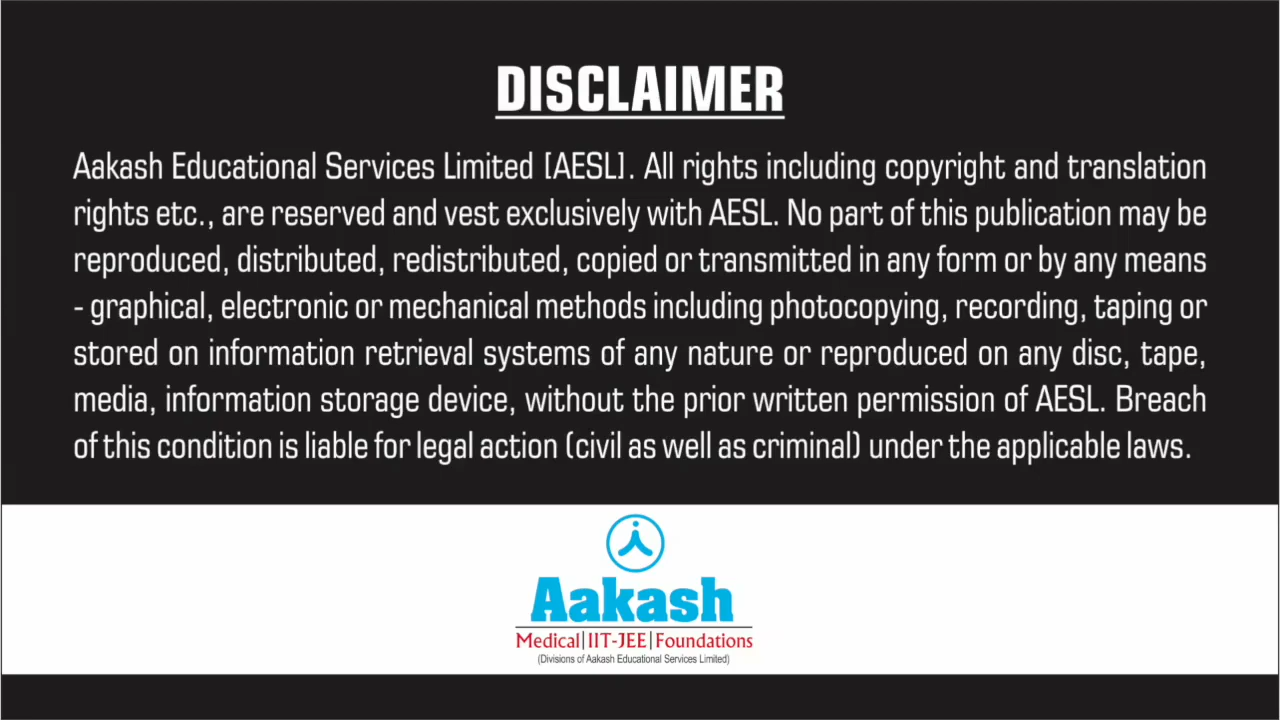 DISCLAIMER
Aakash Educational Services Limited [AESL]. All rights including copyright and translation
rights etc., are reserved and vest exclusively with AESL. No part of this publication may be
reproduced, distributed, redistributed, copied or transmitted in any form or by any means
- graphical, electronic or mechanical methods including photocopying, recording, taping or
stored on information retrieval systems of any nature or reproduced on any disc, tape,
media, information storage device, without the prior written permission of AESL. Breach
of this condition is liable for legal action (civil as well as criminal) under the applicable laws.
Aakash
Medical|IIT-JEE|Foundations
(Divisions of Aakash Educational Services Limited)